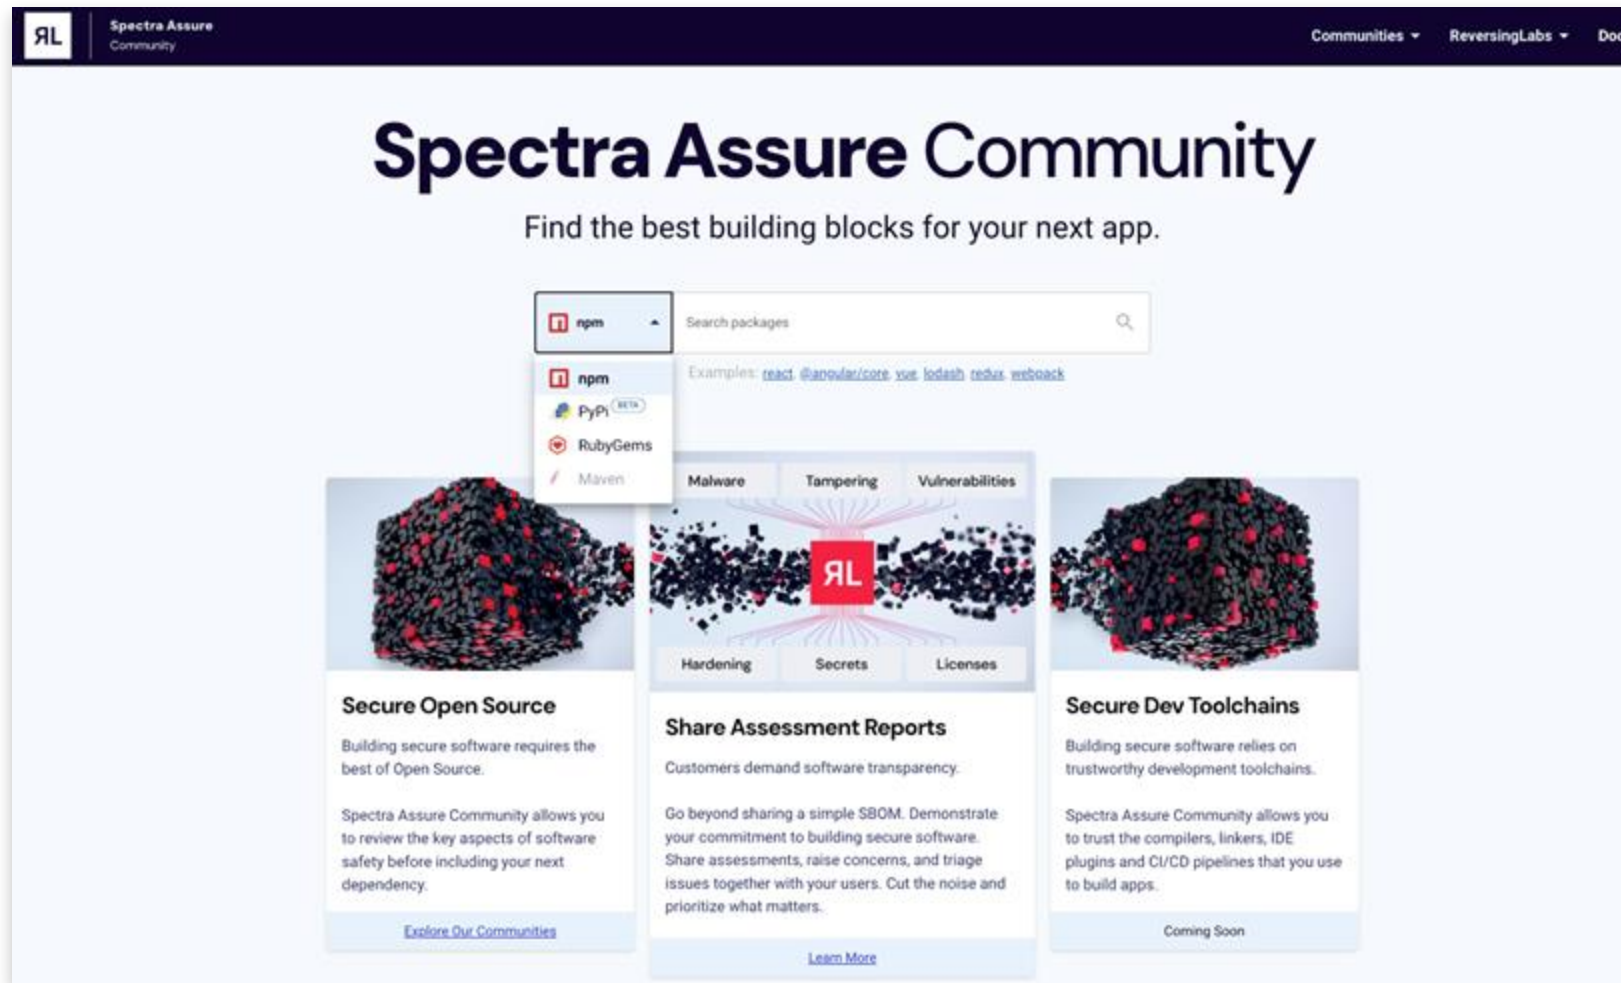 ЯL
Spectra Assure
Community
Communities
ReversingLabs
Spectra Assure Community
Find the best building blocks for your next app.
npm
Search packages
Examples: react, @angular/core, vue, lodash, redux, webpack
npm
PyPi BETA
RubyGems
Maven
Malware
Tampering
Vulnerabilities
ЯL
Hardening
Secrets
Licenses
Secure Open Source
Building secure software requires the
best of Open Source.
Spectra Assure Community allows you
to review the key aspects of software
safety before including your next
dependency.
Explore Our Communities
Share Assessment Reports
Customers demand software transparency.
Go beyond sharing a simple SBOM. Demonstrate
your commitment to building secure software.
Share assessments, raise concerns, and triage
issues together with your users. Cut the noise and
prioritize what matters.
Learn More
Secure Dev Toolchains
Building secure software relies on
trustworthy development toolchains.
Spectra Assure Community allows you
to trust the compilers, linkers, IDE
plugins and CI/CD pipelines that you use
to build apps.
Coming Soon